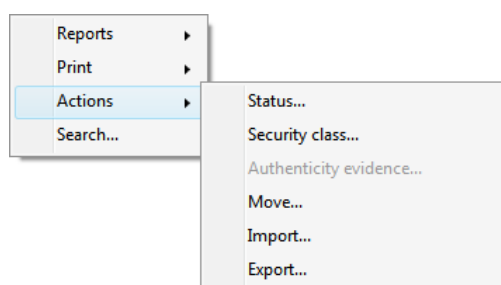 Reports
Print
Actions
Search...
Status...
Security class...
Authenticity evidence...
Move...
Import...
Export...